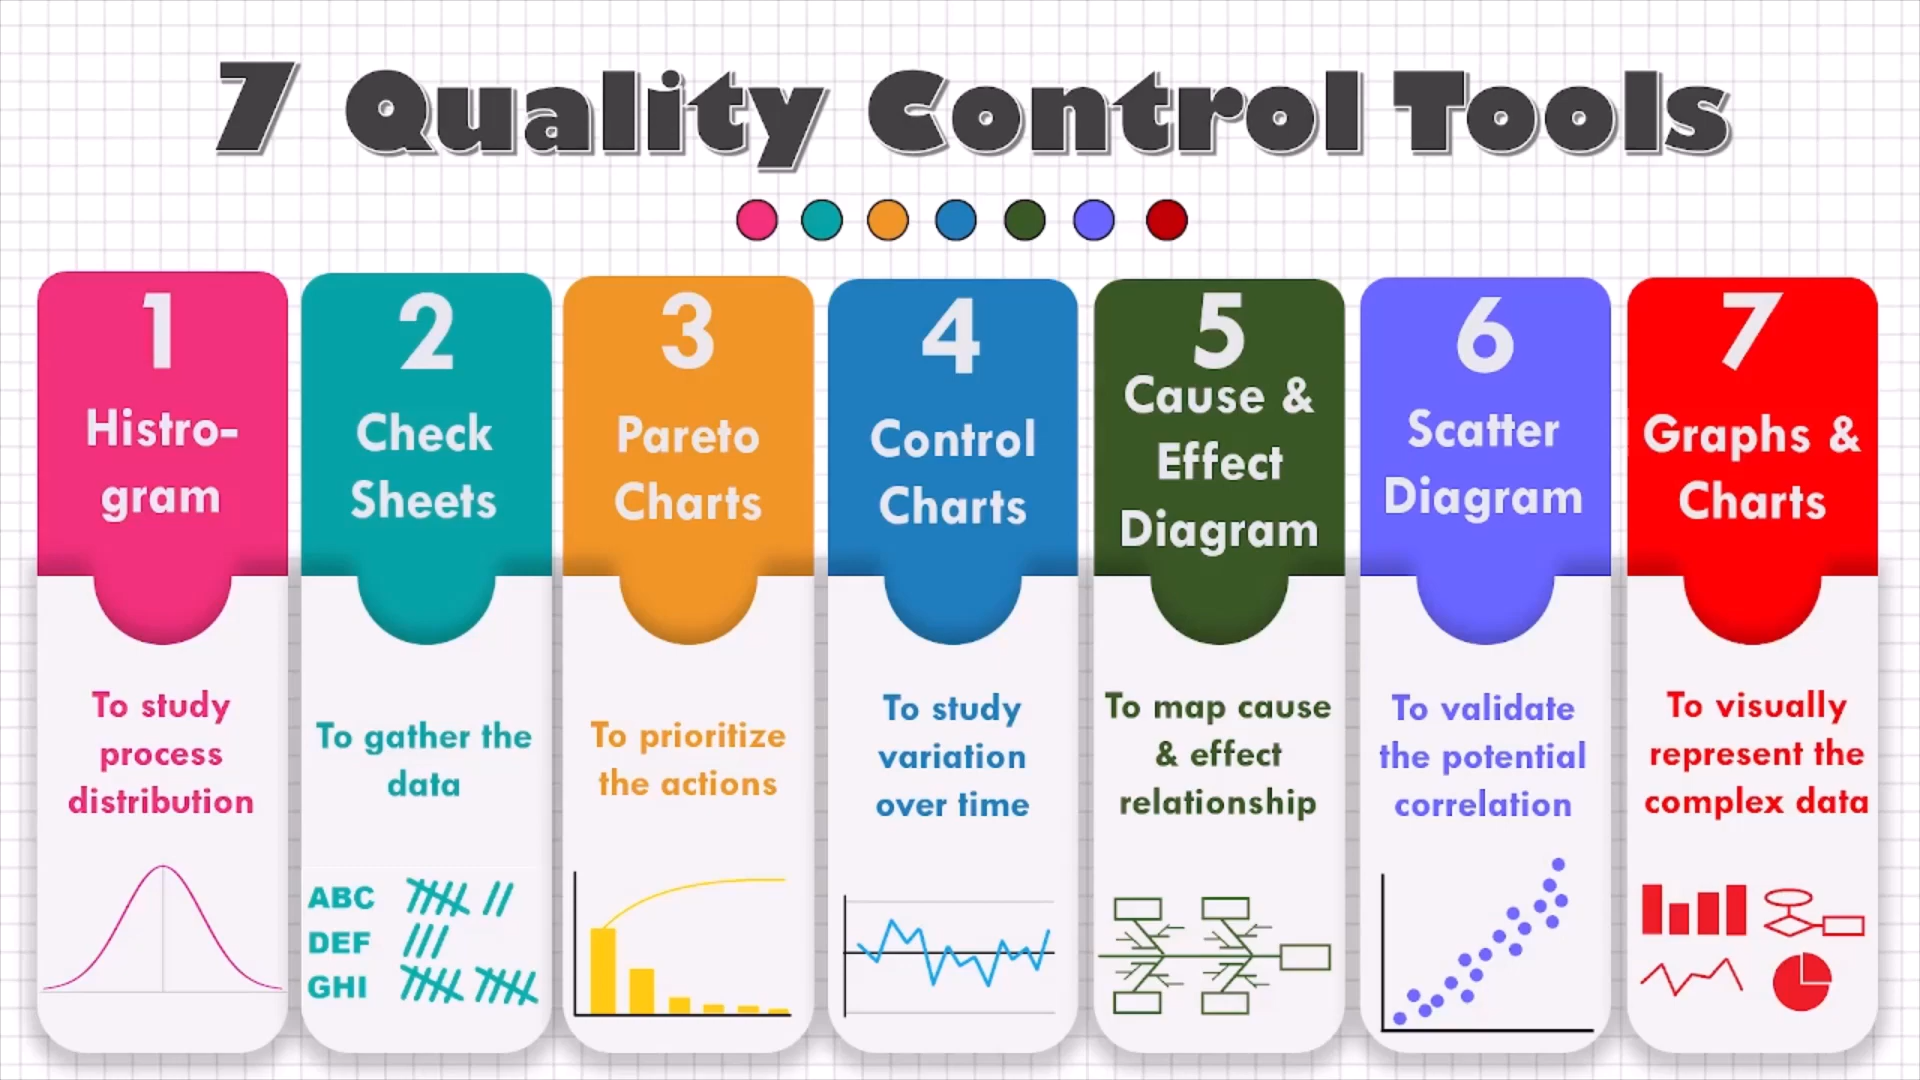 7 Quality Control Tools
1
Histro-
gram
To study
process
distribution
2
Check
Sheets
To gather the
data
ABC
DEF
GHI
3
Pareto
Charts
To prioritize
the actions
4
Control
Charts
To study
variation
over time
5
Cause &
Effect
Diagram
To map cause
& effect
relationship
6
Scatter
Diagram
To validate
the potential
correlation
7
Graphs &
Charts
To visually
represent the
complex data